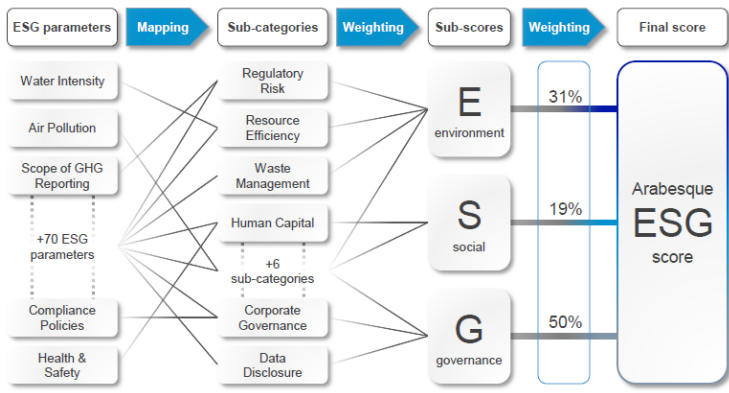 ESG parameters
Mapping
Sub-categories
Weighting
Sub-scores
Weighting
Final score
Water Intensity
Air Pollution
Scope of GHG
Reporting
+70 ESG
parameters
Compliance
Policies
Health &
Safety
Regulatory
Risk
Resource
Efficiency
Waste
Management
Human Capital
+6
sub-categories
Corporate
Governance
Data
Disclosure
E
environment
S
social
G
governance
31%
19%
50%
Arabesque
ESG
score